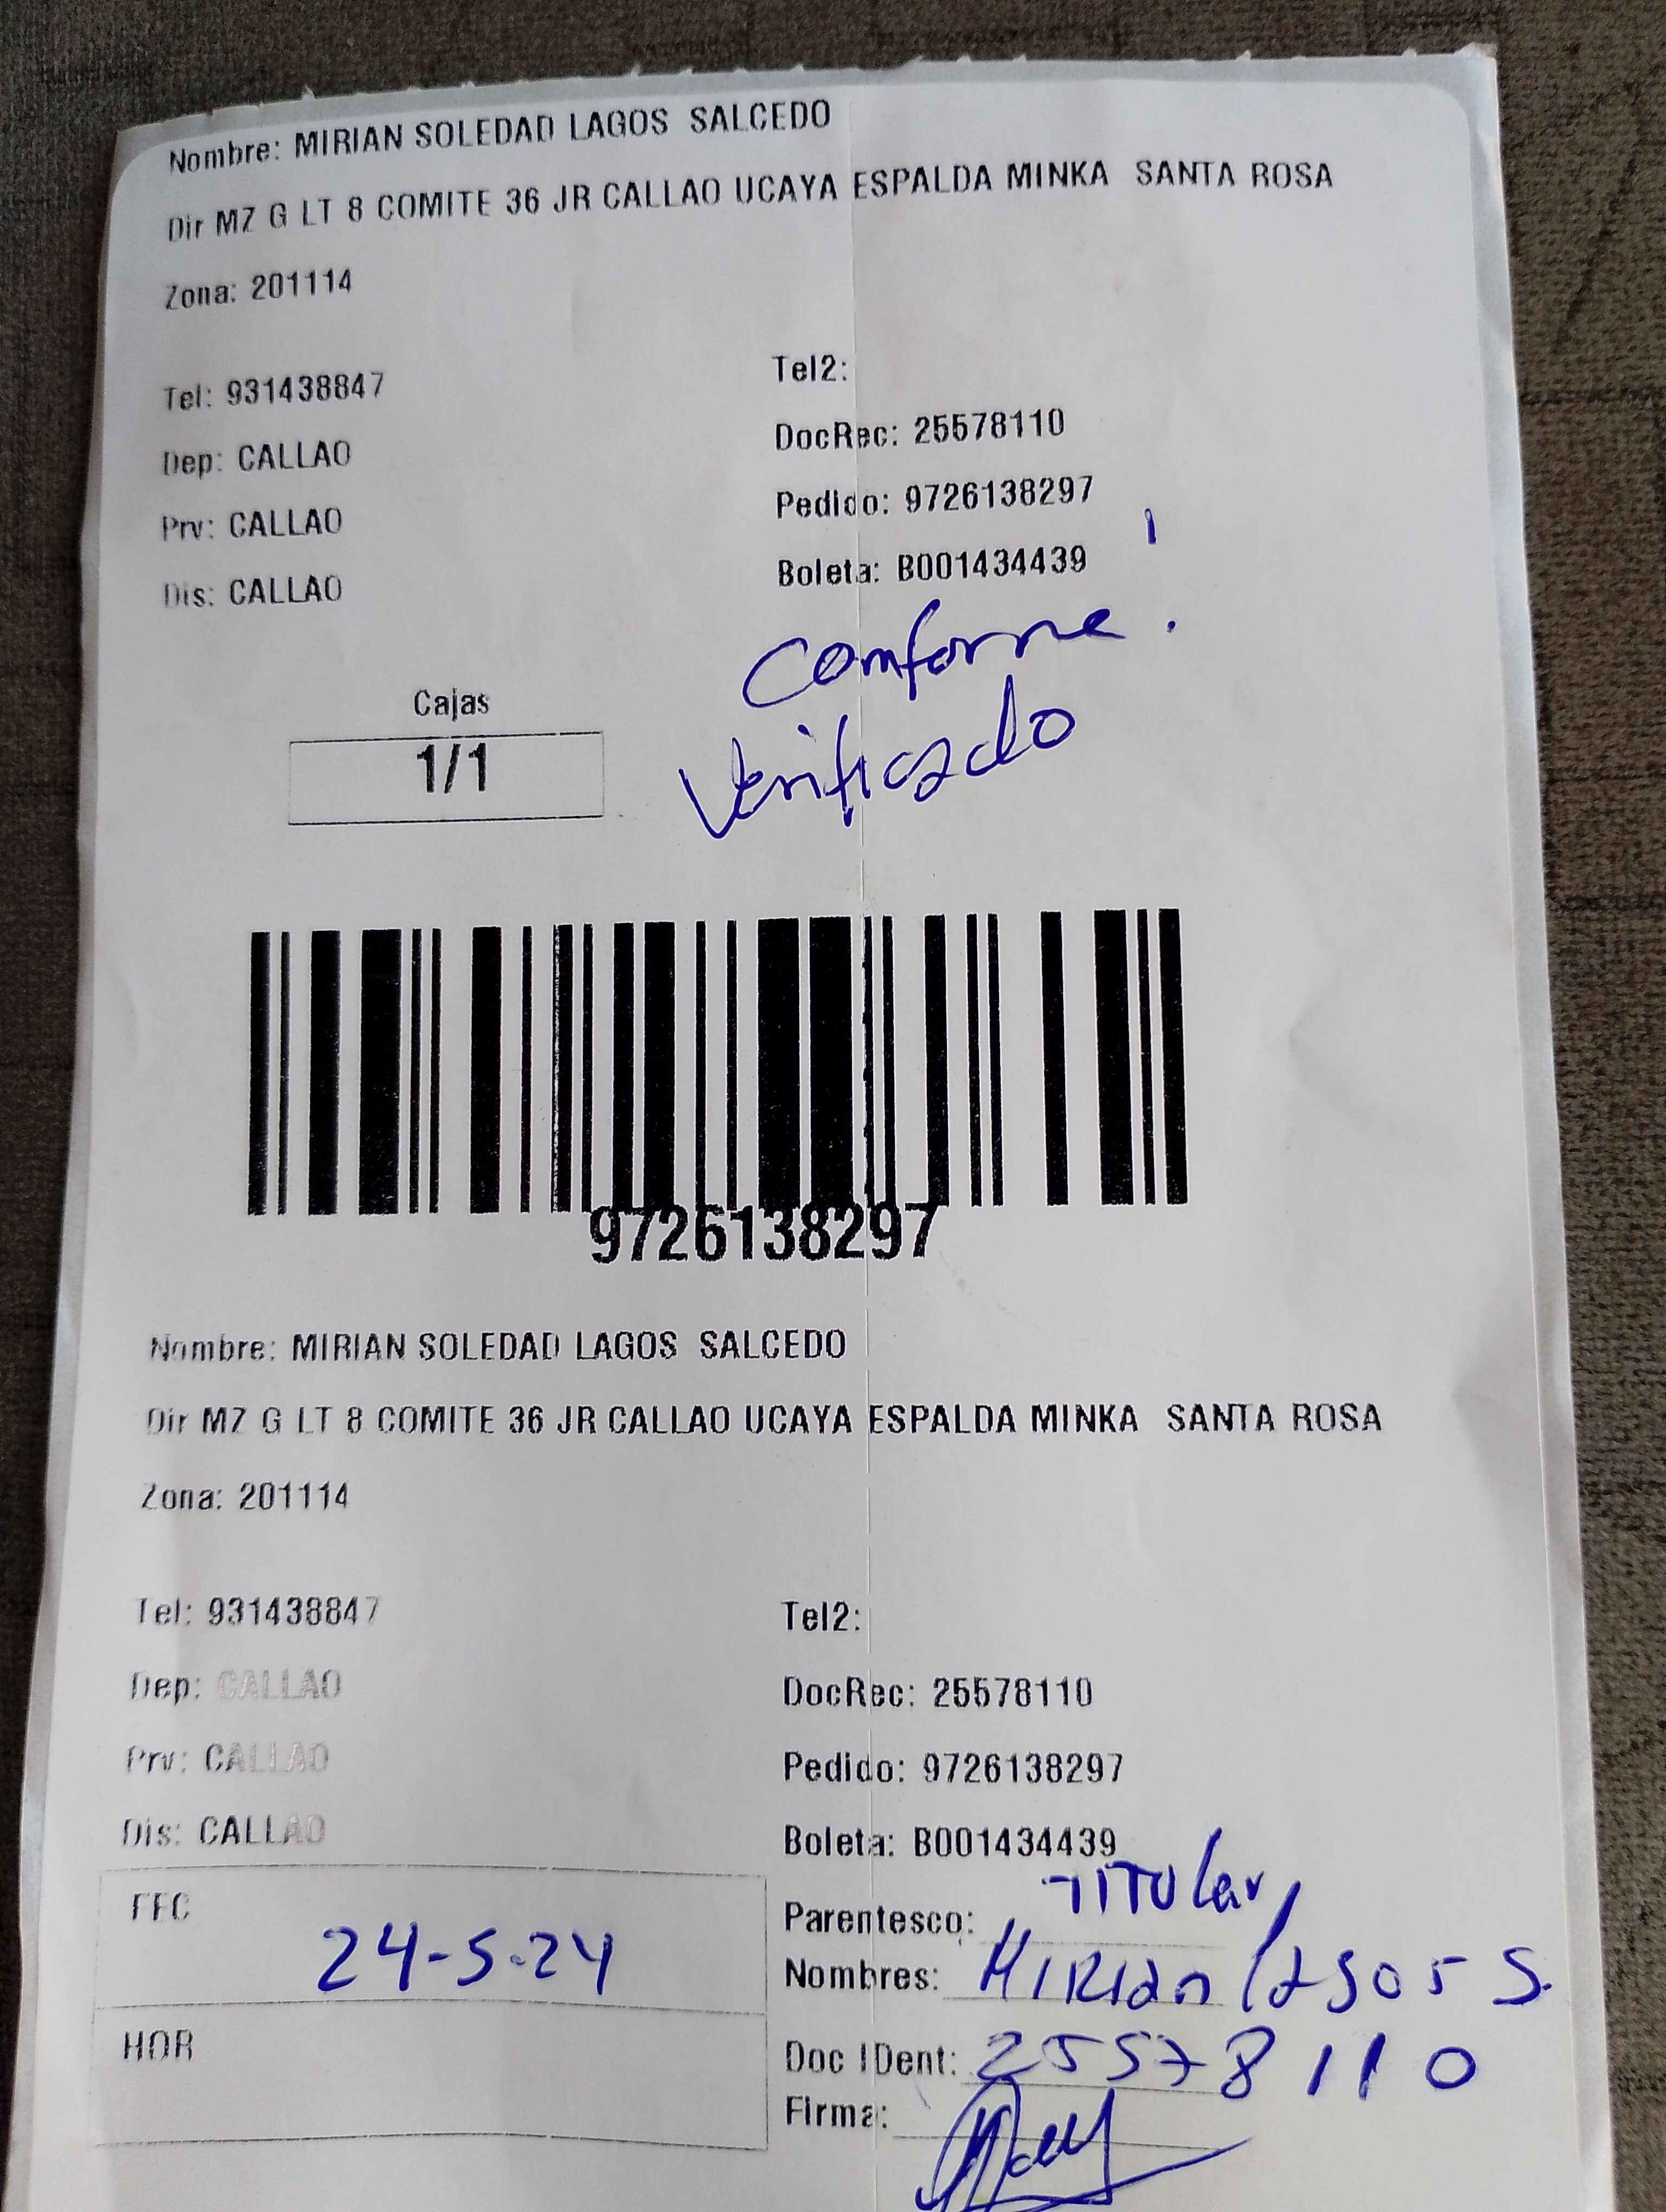 Nombre: MIRIAN SOLEDAD LAGOS SALCEDO
Dir MZ G LT 8 COMITE 36 JR CALLAO UCAYA ESPALDA MINKA SANTA ROSA
Zona: 201114
Tel: 931438847
Tel2:
Dep: CALLAO
DocRec: 25578110
Prv: CALLAO
Pedido: 9726138297
Dis: CALLAO
Boleta: B001434439
Conforme.
Verificado
Cajas
1/1
9726138297
Nombre: MIRIAN SOLEDAD LAGOS SALCEDO
Dir MZ G LT 8 COMITE 36 JR CALLAO UCAYA ESPALDA MINKA SANTA ROSA
Zona: 201114
Tel: 931438847
Tel2:
Dep: CALLAO
DocRec: 25578110
Prv: CALLAO
Pedido: 9726138297
Dis: CALLAO
Boleta: B001434439
FEC 24-5-24
Parentesco: TITULar
Nombres: MIRIan lagos S.
HOR
Doc IDent: 25578110
Firma: